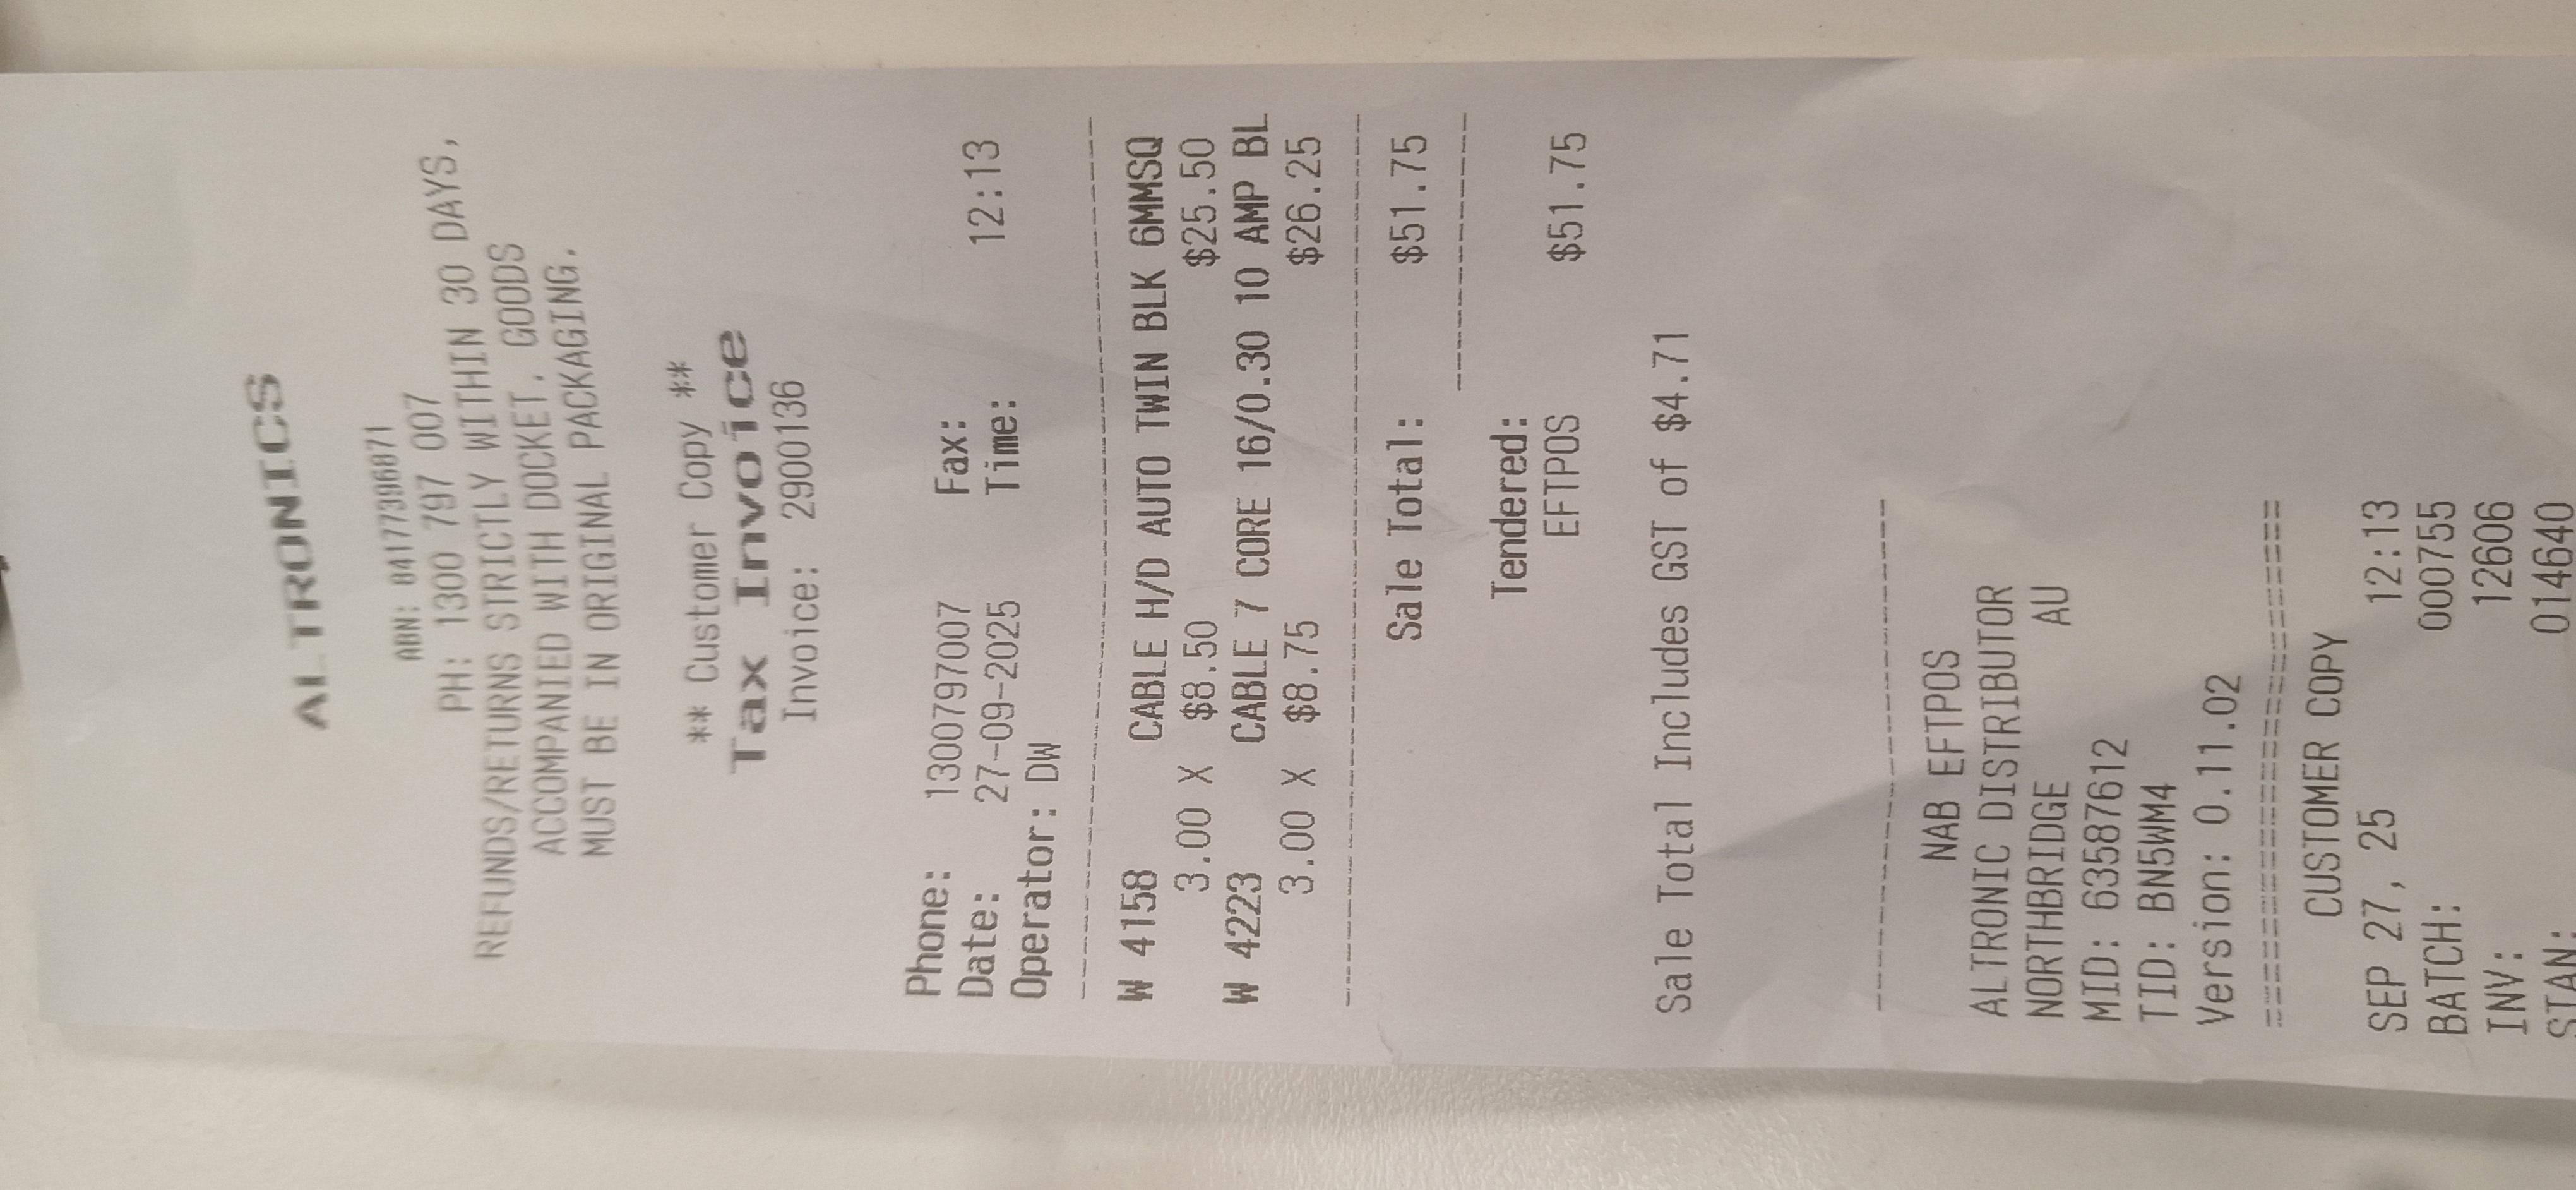 ALTRONICS
ABN: 84177396871
PH: 1300 797 007
REFUNDS/RETURNS STRICTLY WITHIN 30 DAYS,
ACCOMPANIED WITH DOCKET. GOODS
MUST BE IN ORIGINAL PACKAGING.
** Customer Copy **
Tax Invoice
Invoice: 2900136
Phone: 1300797007 Fax:
Date: 27-09-2025 Time: 12:13
Operator: DW
W 4158 CABLE H/D AUTO TWIN BLK 6MMSQ
3.00 X $8.50 $25.50
W 4223 CABLE 7 CORE 16/0.30 10 AMP BL
3.00 X $8.75 $26.25
Sale Total: $51.75
Tendered:
EFTPOS $51.75
Sale Total Includes GST of $4.71
NAB EFTPOS
ALTRONIC DISTRIBUTOR
NORTHBRIDGE AU
MID: 63587612
TID: BN5WM4
Version: 0.11.02
CUSTOMER COPY
SEP 27, 25 12:13
BATCH: 000755
INV: 12606
STAN: 014640